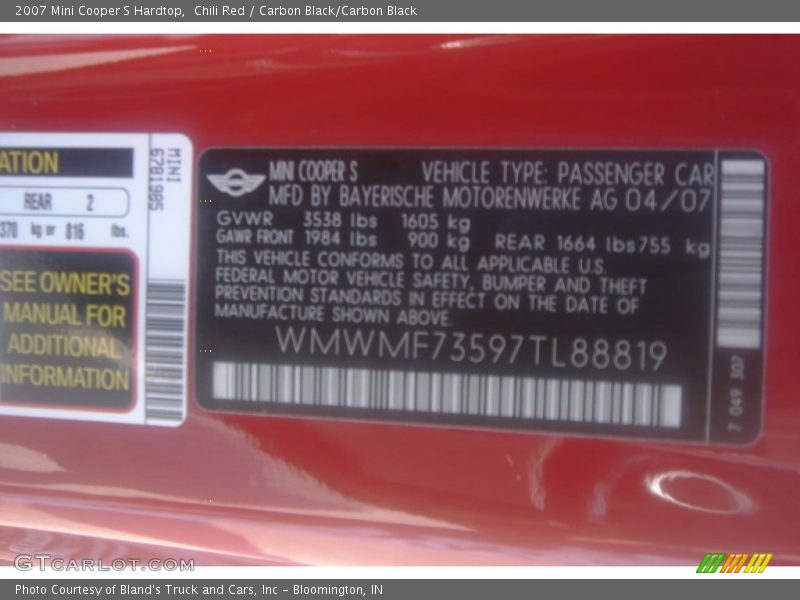 2007 Mini Cooper S Hardtop, Chili Red / Carbon Black/Carbon Black
ATION
REAR 2
370 kg or 816 lbs.
SEE OWNER'S
MANUAL FOR
ADDITIONAL
INFORMATION
MINI
6781985
MINI COOPER S VEHICLE TYPE: PASSENGER CAR
MFD BY BAYERISCHE MOTORENWERKE AG 04/07
GVWR 3538 lbs 1605 kg
GAWR FRONT 1984 lbs 900 kg REAR 1664 lbs 755 kg
THIS VEHICLE CONFORMS TO ALL APPLICABLE U.S.
FEDERAL MOTOR VEHICLE SAFETY, BUMPER AND THEFT
PREVENTION STANDARDS IN EFFECT ON THE DATE OF
MANUFACTURE SHOWN ABOVE.
WMWMF73597TL88819
7 049 307
GTcarlot.com
Photo Courtesy of Bland's Truck and Cars, Inc - Bloomington, IN